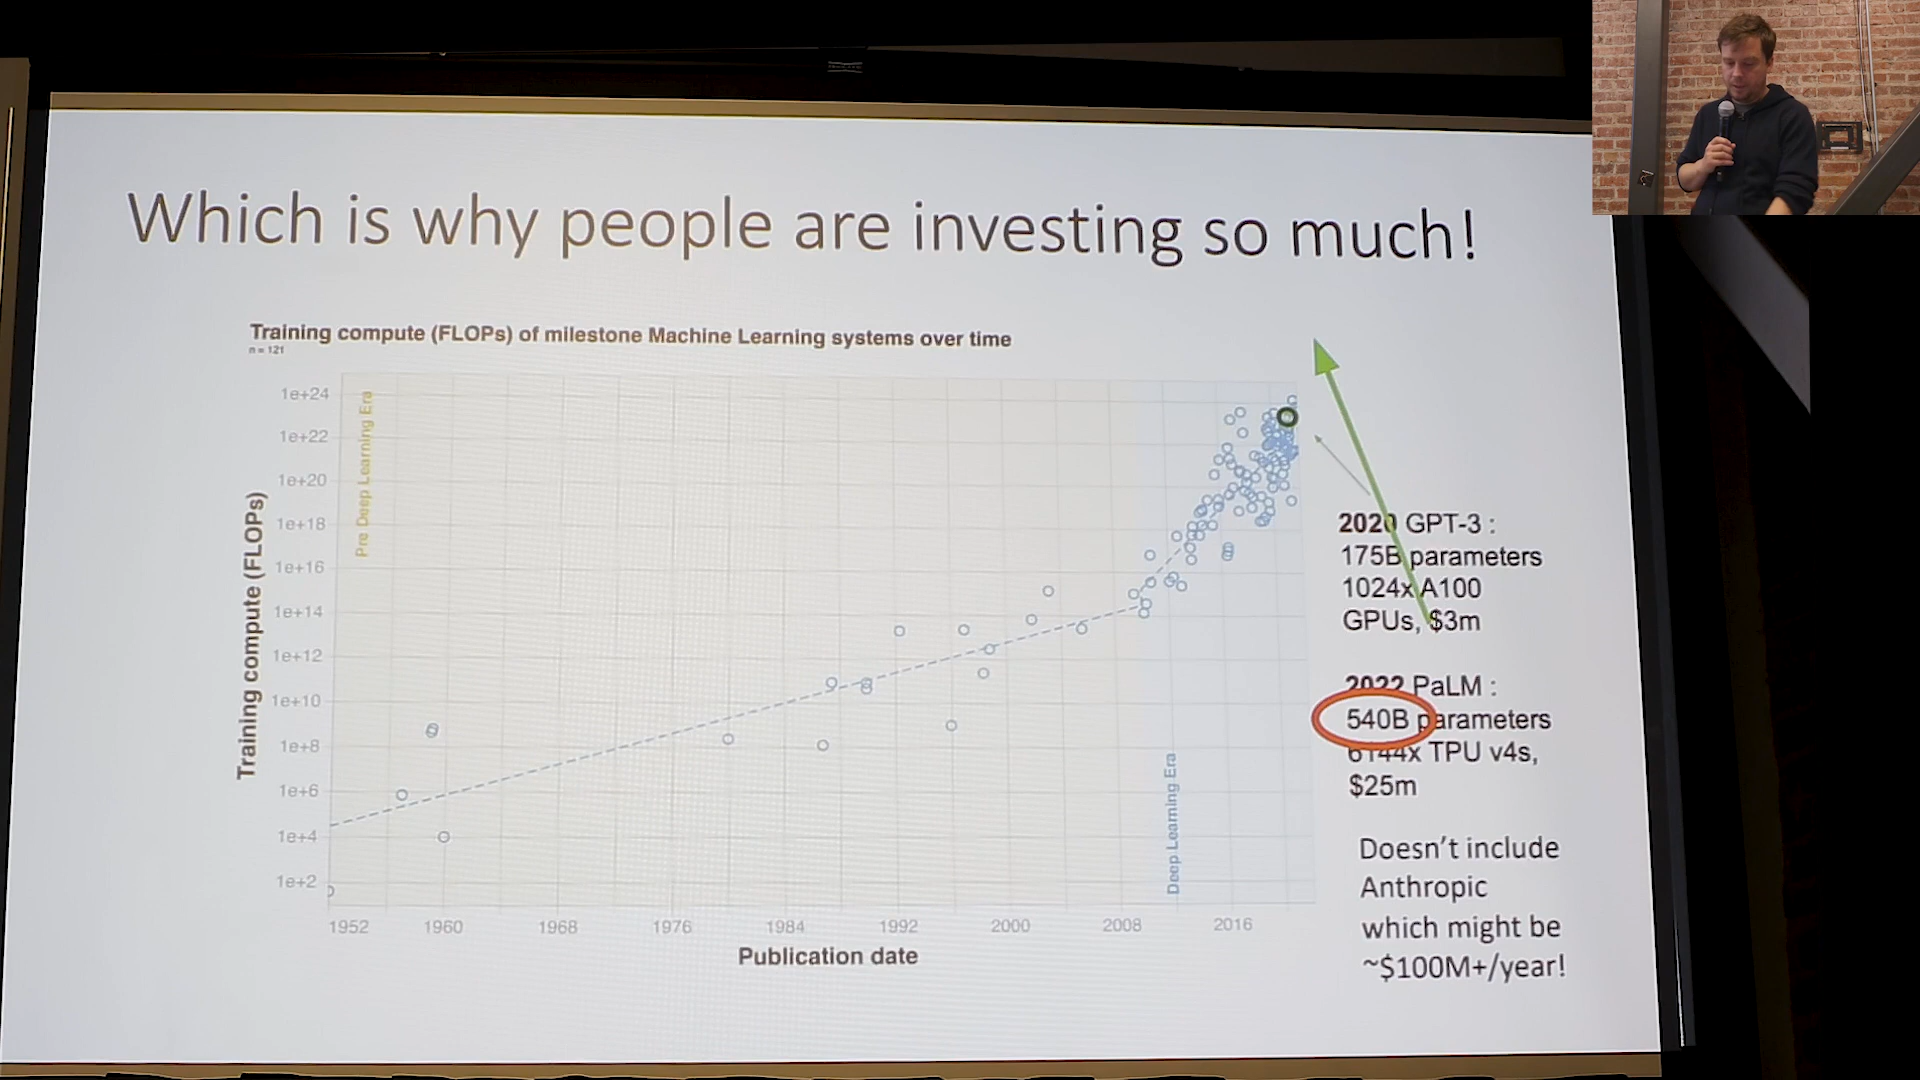 Which is why people are investing so much!
Training compute (FLOPs) of milestone Machine Learning systems over time
n = 121
Training compute (FLOPs)
1e+24
1e+22
1e+20
1e+18
1e+16
1e+14
1e+12
1e+10
1e+8
1e+6
1e+4
1e+2
Pre Deep Learning Era
Deep Learning Era
1952 1960 1968 1976 1984 1992 2000 2008 2016
Publication date
2020 GPT-3 :
175B parameters
1024x A100
GPUs, $3m
2022 PaLM :
540B parameters
6144x TPU v4s,
$25m
Doesn't include
Anthropic
which might be
~$100M+/year!